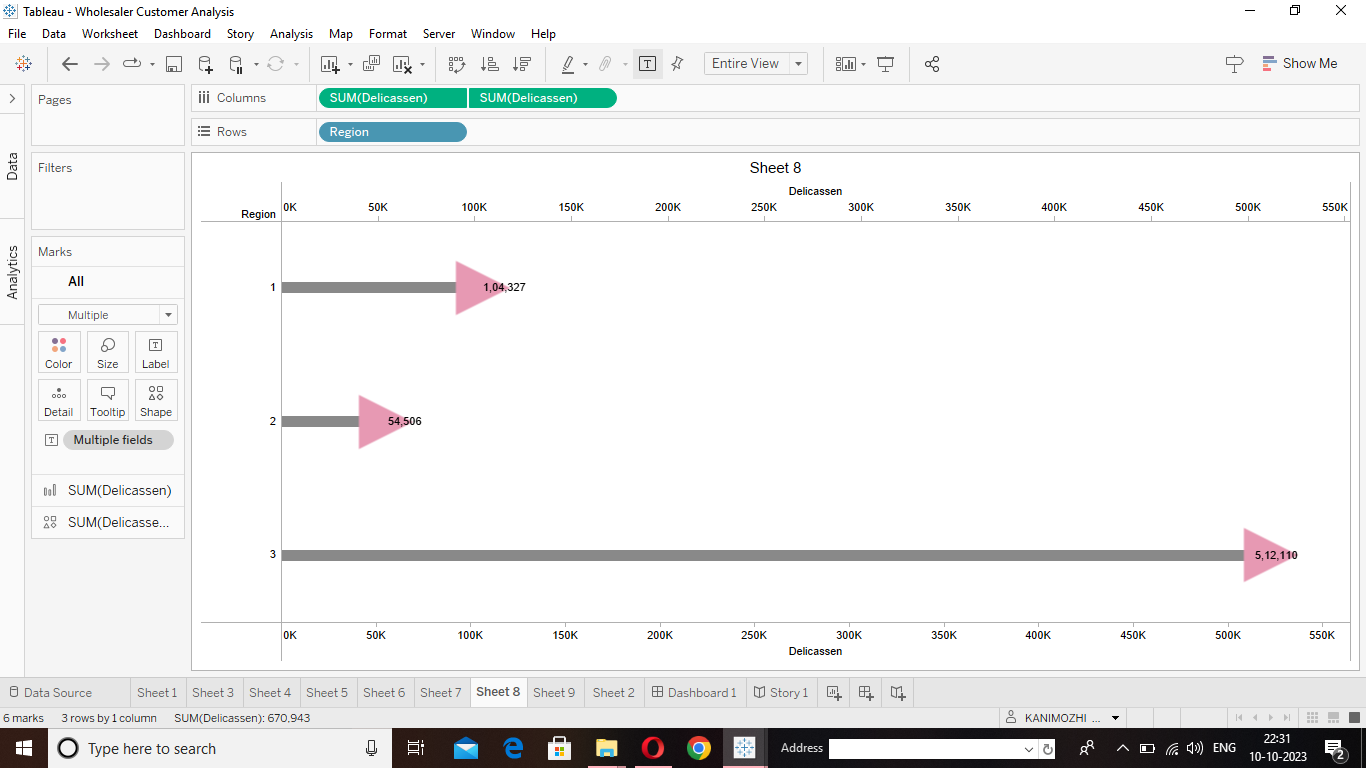 Tableau - Wholesaler Customer Analysis
File Data Worksheet Dashboard Story Analysis Map Format Server Window Help
Entire View
Show Me
Pages
Columns SUM(Delicassen) SUM(Delicassen)
Rows Region
Data
Analytics
Filters
Marks
All
Multiple
Color Size Label
Detail Tooltip Shape
Multiple fields
SUM(Delicassen)
SUM(Delicasse...
Sheet 8
Delicassen
Region 0K 50K 100K 150K 200K 250K 300K 350K 400K 450K 500K 550K
1 1,04,327
2 54,506
3 5,12,110
0K 50K 100K 150K 200K 250K 300K 350K 400K 450K 500K 550K
Delicassen
Data Source Sheet 1 Sheet 3 Sheet 4 Sheet 5 Sheet 6 Sheet 7 Sheet 8 Sheet 9 Sheet 2 Dashboard 1 Story 1
6 marks 3 rows by 1 column SUM(Delicassen): 670,943 KANIMOZHI ...
Type here to search Address ENG 22:31
10-10-2023 2